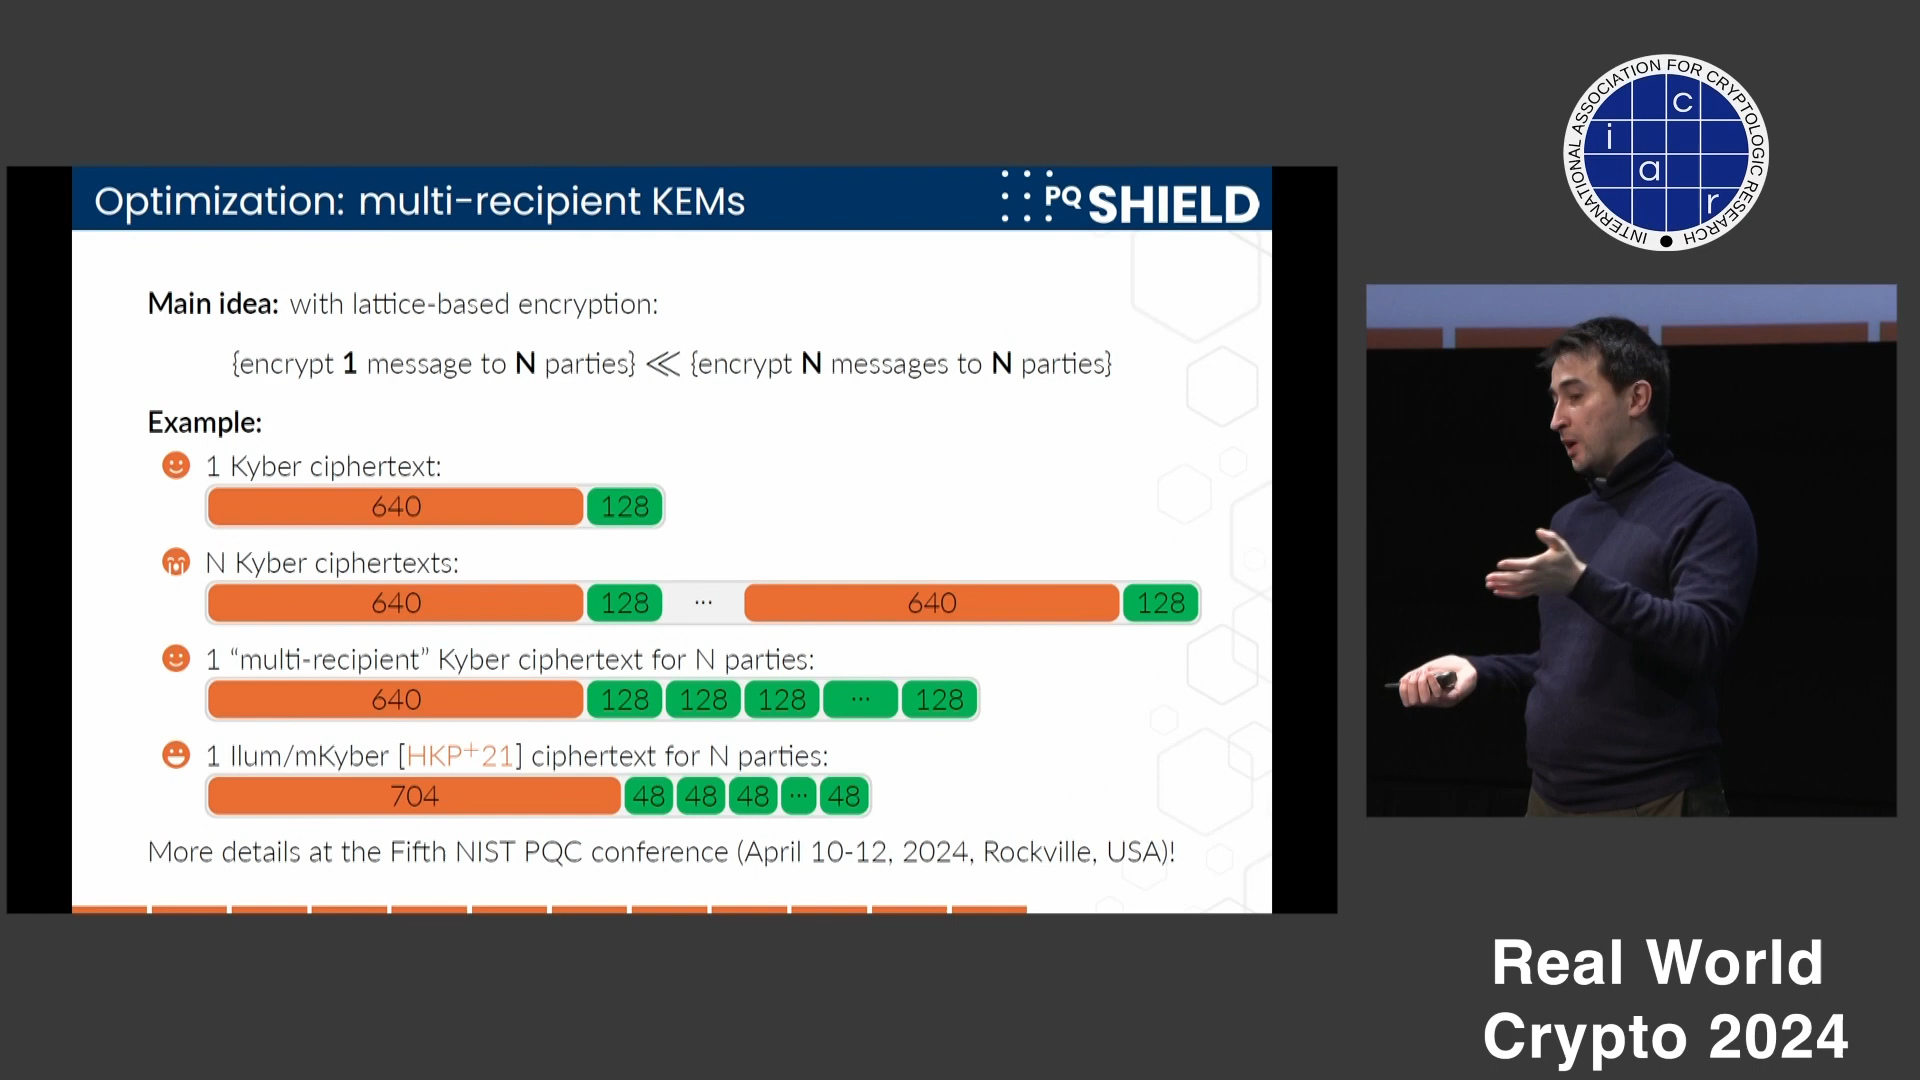 Optimization: multi-recipient KEMs
PQ SHIELD
Main idea: with lattice-based encryption:
{encrypt 1 message to N parties} ≪ {encrypt N messages to N parties}
Example:
1 Kyber ciphertext:
640 128
N Kyber ciphertexts:
640 128 ··· 640 128
1 “multi-recipient” Kyber ciphertext for N parties:
640 128 128 128 ··· 128
1 Ilum/mKyber [HKP+21] ciphertext for N parties:
704 48 48 48 ··· 48
More details at the Fifth NIST PQC conference (April 10-12, 2024, Rockville, USA)!
INTERNATIONAL ASSOCIATION FOR CRYPTOLOGIC RESEARCH
i a c r
Real World
Crypto 2024